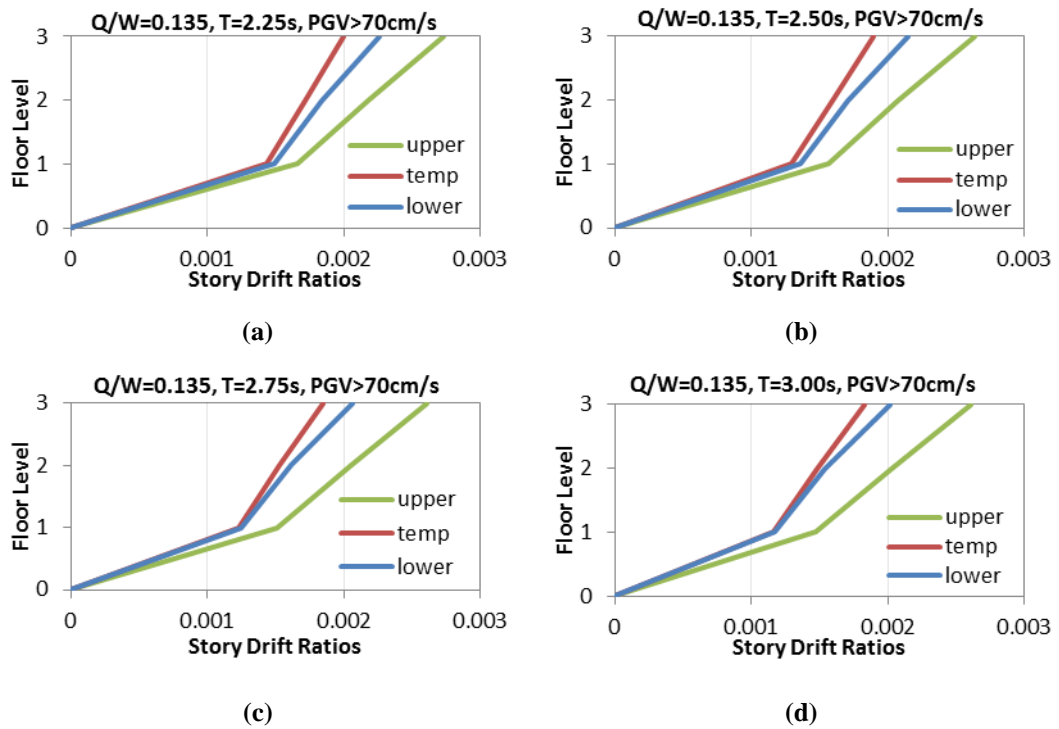 Q/W=0.135, T=2.25s, PGV>70cm/s
3
2
1
0
Floor Level
upper
temp
lower
0
0.001
0.002
0.003
Story Drift Ratios
(a)
Q/W=0.135, T=2.50s, PGV>70cm/s
3
2
1
0
Floor Level
upper
temp
lower
0
0.001
0.002
0.003
Story Drift Ratios
(b)
Q/W=0.135, T=2.75s, PGV>70cm/s
3
2
1
0
Floor Level
upper
temp
lower
0
0.001
0.002
0.003
Story Drift Ratios
(c)
Q/W=0.135, T=3.00s, PGV>70cm/s
3
2
1
0
Floor Level
upper
temp
lower
0
0.001
0.002
0.003
Story Drift Ratios
(d)